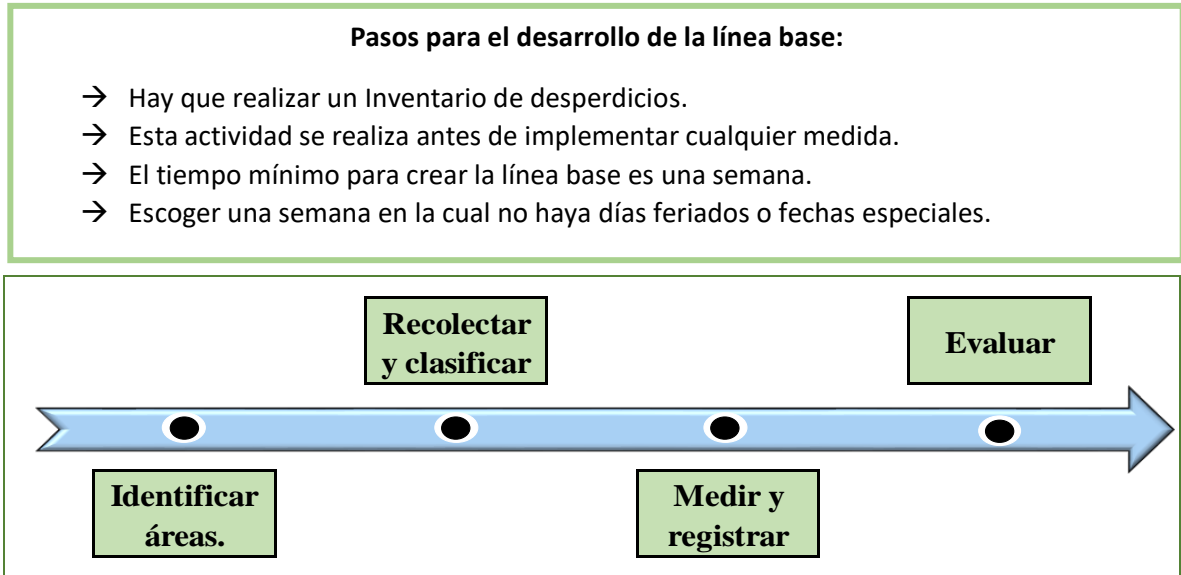 Pasos para el desarrollo de la línea base:
→ Hay que realizar un Inventario de desperdicios.
→ Esta actividad se realiza antes de implementar cualquier medida.
→ El tiempo mínimo para crear la línea base es una semana.
→ Escoger una semana en la cual no haya días feriados o fechas especiales.
Identificar
áreas.
Recolectar
y clasificar
Medir y
registrar
Evaluar